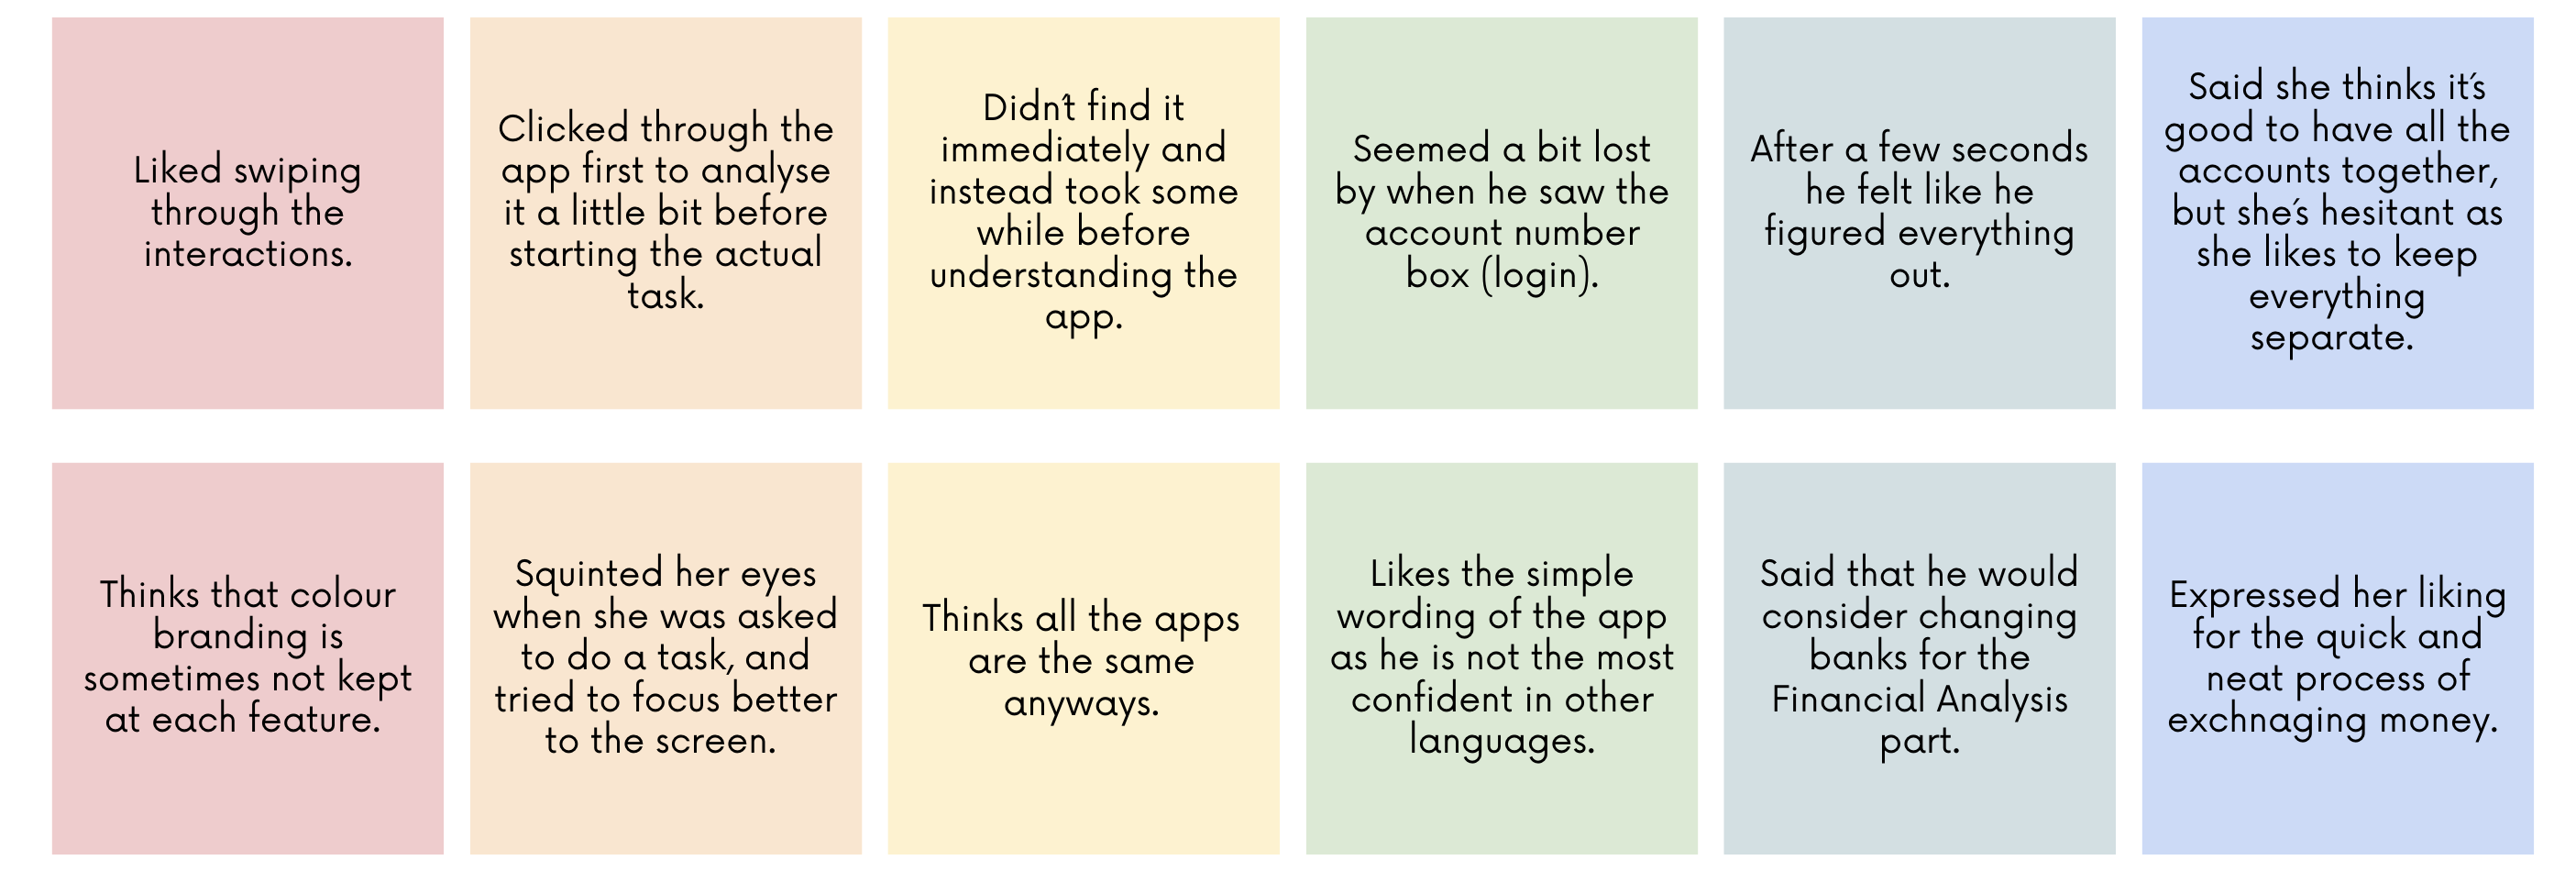 Liked swiping
through the
interactions.
Clicked through the
app first to analyse
it a little bit before
starting the actual
task.
Didn't find it
immediately and
instead took some
while before
understanding the
app.
Seemed a bit lost
by when he saw the
account number
box (login).
After a few seconds
he felt like he
figured everything
out.
Said she thinks it´s
good to have all the
accounts together,
but she´s hesitant as
she likes to keep
everything
separate.
Thinks that colour
branding is
sometimes not kept
at each feature.
Squinted her eyes
when she was asked
to do a task, and
tried to focus better
to the screen.
Thinks all the apps
are the same
anyways.
Likes the simple
wording of the app
as he is not the most
confident in other
languages.
Said that he would
consider changing
banks for the
Financial Analysis
part.
Expressed her liking
for the quick and
neat process of
exchnaging money.